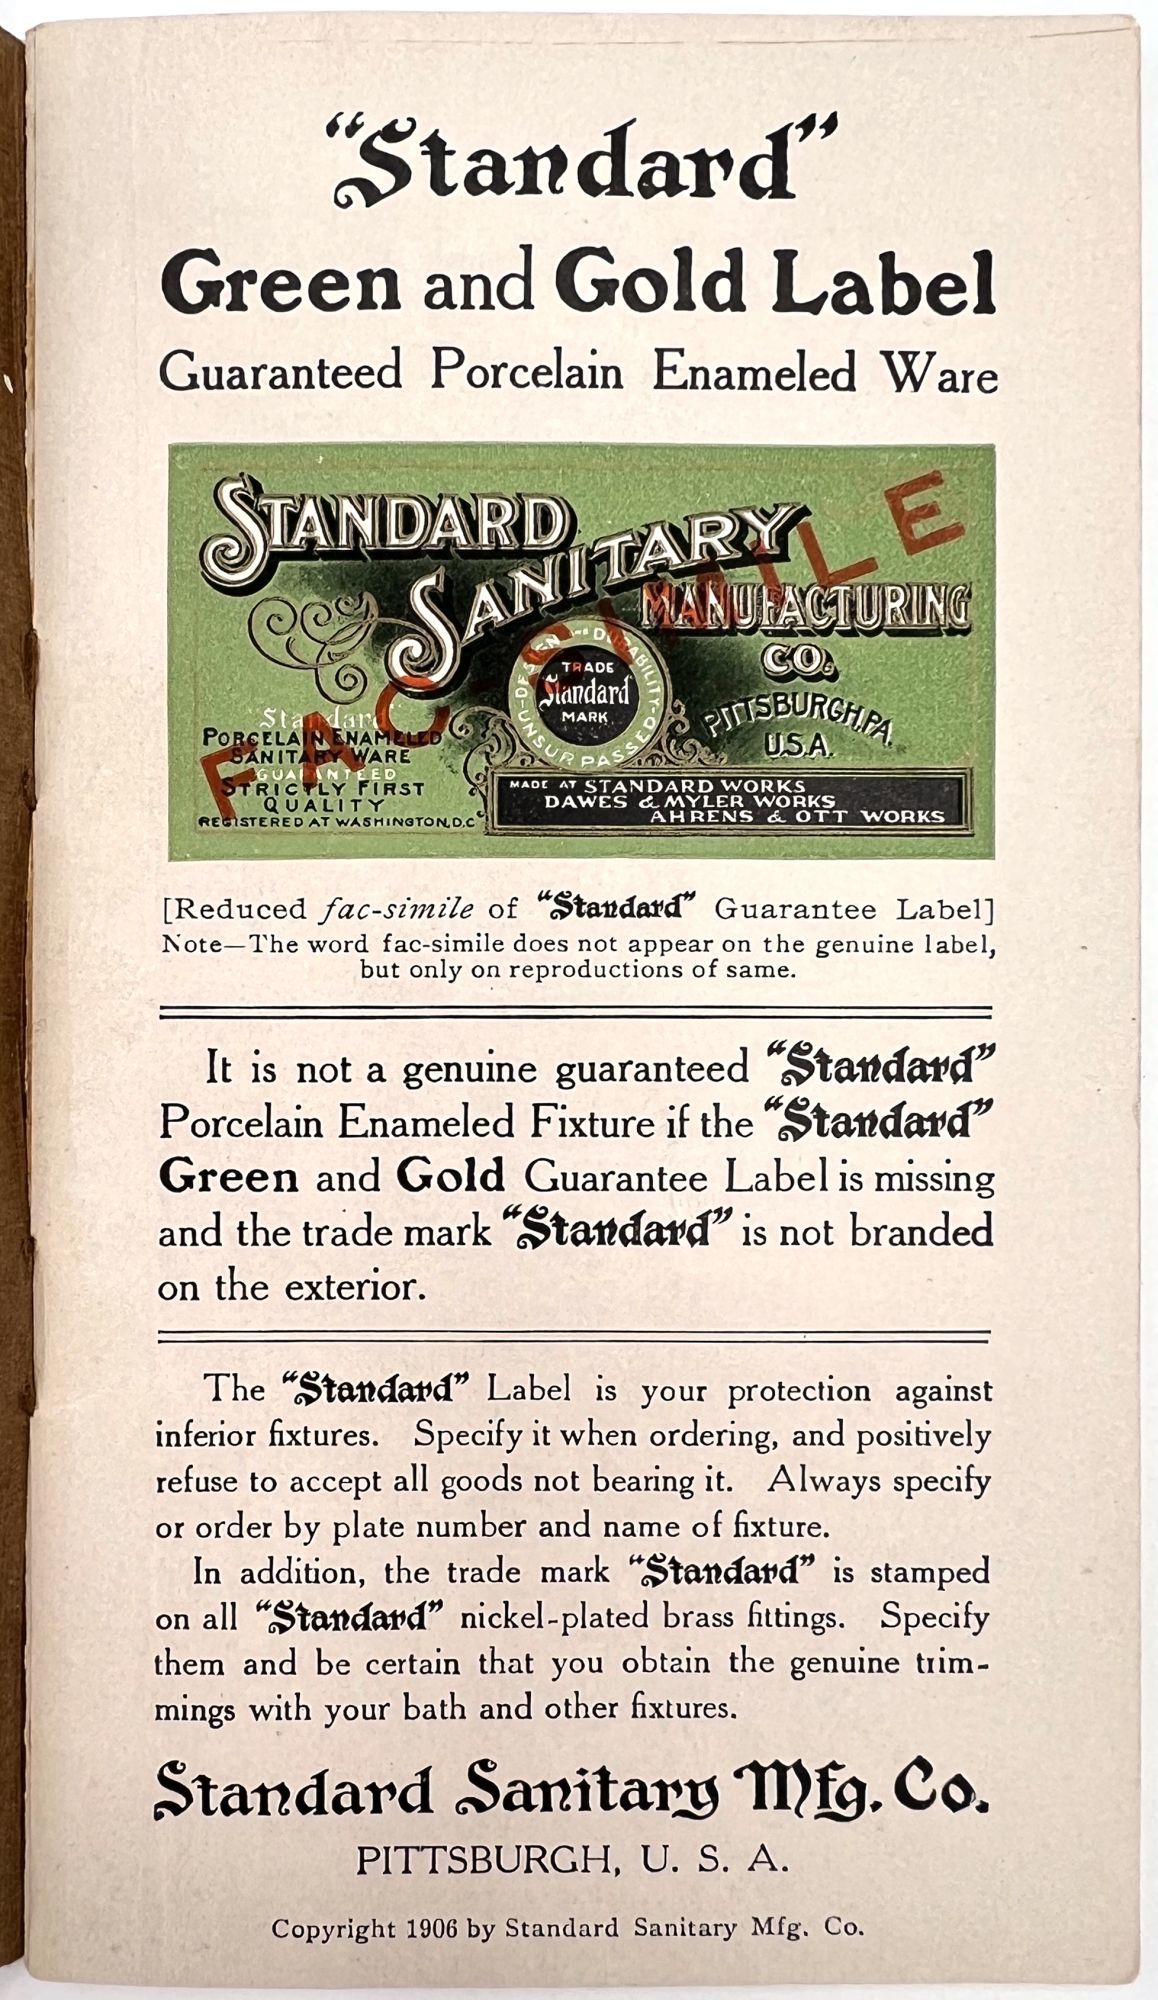 “Standard”
Green and Gold Label
Guaranteed Porcelain Enameled Ware
STANDARD
SANITARY
MANUFACTURING
CO.
PITTSBURGH, PA.
U.S.A.
FAC-SIMILE
DESIGN DURABILITY
UNSURPASSED
TRADE
“Standard”
MARK
“Standard”
PORCELAIN ENAMELED
SANITARY WARE
GUARANTEED
STRICTLY FIRST
QUALITY
REGISTERED AT WASHINGTON, D.C.
MADE AT STANDARD WORKS
DAWES & MYLER WORKS
AHRENS & OTT WORKS
[Reduced fac-simile of “Standard” Guarantee Label]
Note—The word fac-simile does not appear on the genuine label,
but only on reproductions of same.
It is not a genuine guaranteed “Standard”
Porcelain Enameled Fixture if the “Standard”
Green and Gold Guarantee Label is missing
and the trade mark “Standard” is not branded
on the exterior.
The “Standard” Label is your protection against
inferior fixtures. Specify it when ordering, and positively
refuse to accept all goods not bearing it. Always specify
or order by plate number and name of fixture.
In addition, the trade mark “Standard” is stamped
on all “Standard” nickel-plated brass fittings. Specify
them and be certain that you obtain the genuine trim-
mings with your bath and other fixtures.
Standard Sanitary Mfg. Co.
PITTSBURGH, U. S. A.
Copyright 1906 by Standard Sanitary Mfg. Co.